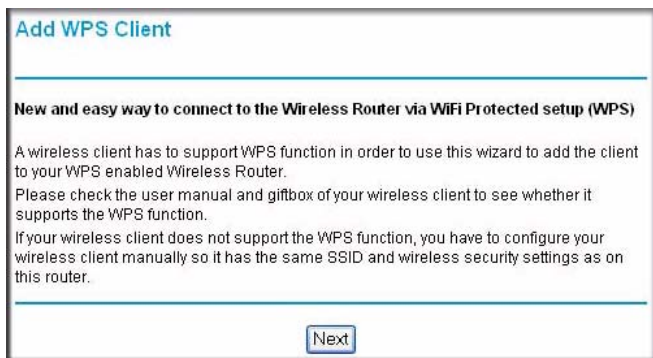 Add WPS Client
New and easy way to connect to the Wireless Router via WiFi Protected setup (WPS)
A wireless client has to support WPS function in order to use this wizard to add the client
to your WPS enabled Wireless Router.
Please check the user manual and giftbox of your wireless client to see whether it
supports the WPS function.
If your wireless client does not support the WPS function, you have to configure your
wireless client manually so it has the same SSID and wireless security settings as on
this router.
Next